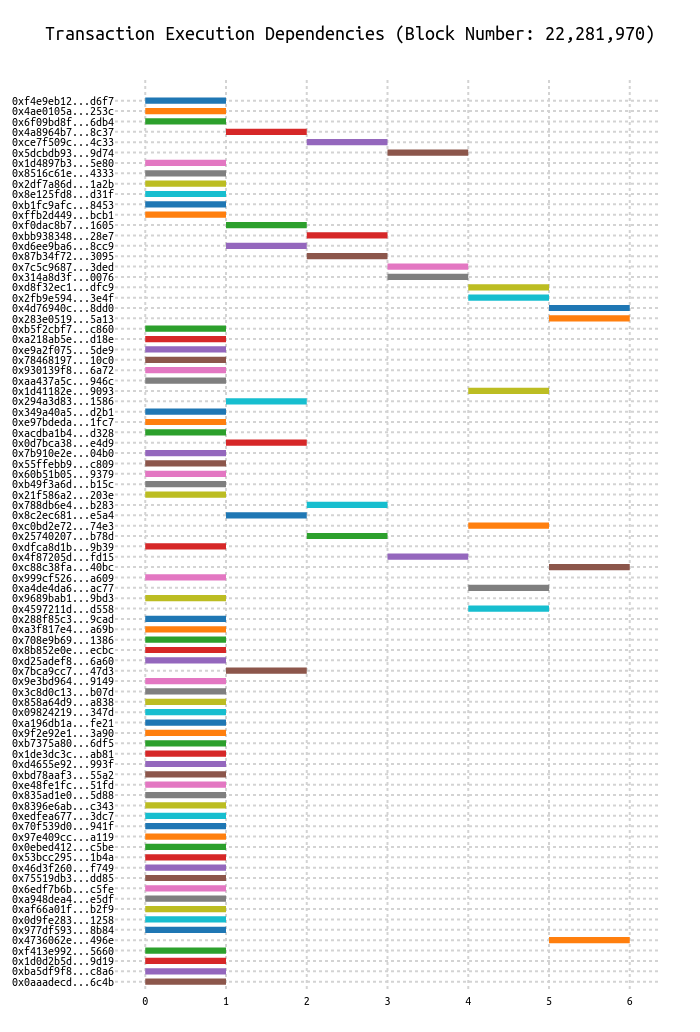 Transaction Execution Dependencies (Block Number: 22,281,970)
0xf4e9eb12...d6f7
0x4ae0105a...253c
0x6f09bd8f...6db4
0x4a8964b7...8c37
0xce7f509c...4c33
0x5dcbdb93...9d74
0x1d4897b3...5e80
0x8516c61e...4333
0x2df7a86d...1a2b
0x8e125fd8...d31f
0xb1fc9afc...8453
0xffb2d449...bcb1
0xf0dac8b7...1605
0xbb938348...28e7
0xd6ee9ba6...8cc9
0x87b34f72...3095
0x7c5c9687...3ded
0x314a8d3f...0076
0xd8f32ec1...dfc9
0x2fb9e594...3e4f
0x4d76940c...8dd0
0x283e0519...5a13
0xb5f2cbf7...c860
0xa218ab5e...d18e
0xe9a2f075...5de9
0x78468197...10c0
0x930139f8...6a72
0xaa437a5c...946c
0x1d41182e...9093
0x294a3d83...1586
0x349a40a5...d2b1
0xe97bdeda...1fc7
0xacdba1b4...d328
0x0d7bca38...e4d9
0x7b910e2e...04b0
0x55ffebb9...c809
0x60b51b05...9379
0xb49f3a6d...b15c
0x21f586a2...203e
0x788db6e4...b283
0x8c2ec681...e5a4
0xc0bd2e72...74e3
0x25740207...b78d
0xdfca8d1b...9b39
0x4f87205d...fd15
0xc88c38fa...40bc
0x999cf526...a609
0xa4de4da6...ac77
0x9689bab1...9bd3
0x4597211d...d558
0x288f85c3...9cad
0xa3f817e4...a69b
0x708e9b69...1386
0x8b852e0e...ecbc
0xd25adef8...6a60
0x7bca9cc7...47d3
0x9e3bd964...9149
0x3c8d0c13...b07d
0x858a64d9...a838
0x09824219...347d
0xa196db1a...fe21
0x9f2e92e1...3a90
0xb7375a80...6df5
0x1de3dc3c...ab81
0xd4655e92...993f
0xbd78aaf3...55a2
0xe48fe1fc...51fd
0x835ad1e0...5d88
0x8396e6ab...c343
0xedfea677...3dc7
0x70f539d0...941f
0x97e409cc...a119
0x0ebed412...c5be
0x53bcc295...1b4a
0x46d3f260...f749
0x75519db3...dd85
0x6edf7b6b...c5fe
0xa948dea4...e5df
0xaf66a01f...b2f9
0x0d9fe283...1258
0x977df593...8b84
0x4736062e...496e
0xf413e992...5660
0x1d0d2b5d...9d19
0xba5df9f8...c8a6
0x0aaadecd...6c4b
0 1 2 3 4 5 6